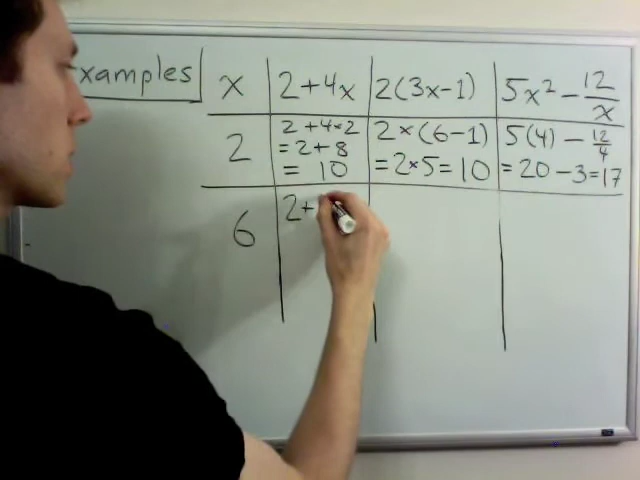 xamples x 2+4x 2(3x-1) 5x² - 12/x
2 2+4×2 2×(6-1) 5(4) - 12/4
=2+8 =2×5=10 =20-3=17
= 10
6 2+